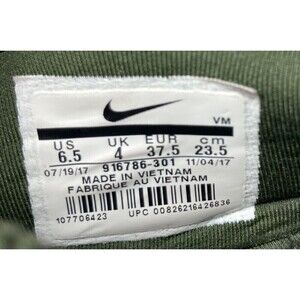 VM
US UK EUR cm
6.5 4 37.5 23.5
07/19/17 916786-301 11/04/17
MADE IN VIETNAM
FABRIQUE AU VIETNAM
107706423 UPC 00826216426836